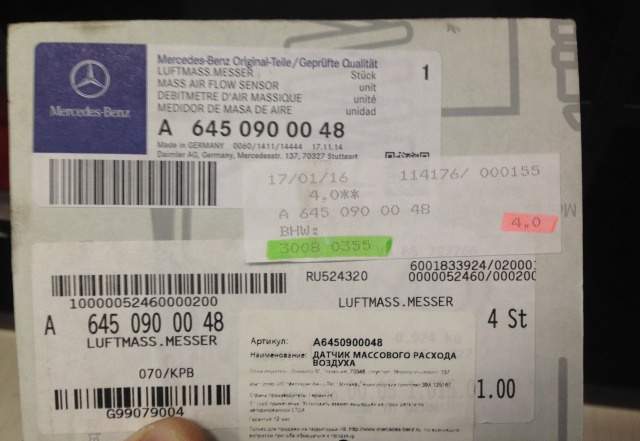 Mercedes-Benz
Mercedes-Benz Original-Teile/Geprüfte Qualität
LUFTMASS.MESSER Stück 1
MASS AIR FLOW SENSOR unit
DEBITMETRE D'AIR MASSIQUE unité
MEDIDOR DE MASA DE AIRE unidad
A 645 090 00 48
Made in GERMANY 0060/1411/14444 17.11.14
Daimler AG, Germany, Mercedesstr. 137, 70327 Stuttgart
17/01/16 114176/ 000155
4.0**
A 645 090 00 48
4.0
BHW:
3008 0355
RU524320
6001833924/02000
0000052460/00020
10000052460000200
LUFTMASS.MESSER
A 645 090 00 48
4 St
LUFTMASS.MESSER
070/KPB
G99079004
1.00
Артикул: A6450900048
Наименование: ДАТЧИК МАССОВОГО РАСХОДА
ВОЗДУХА